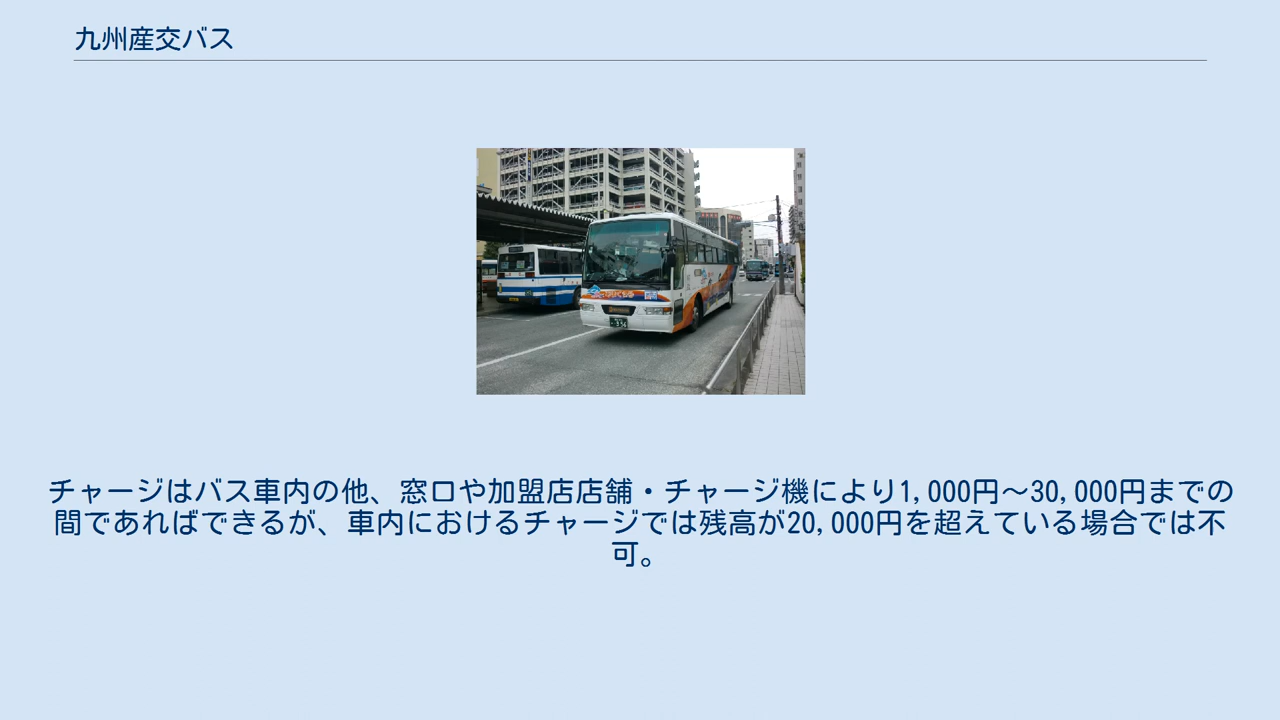 九州産交バス
チャージはバス車内の他、窓口や加盟店店舗・チャージ機により1,000円～30,000円までの
間であればできるが、車内におけるチャージでは残高が20,000円を超えている場合では不
可。